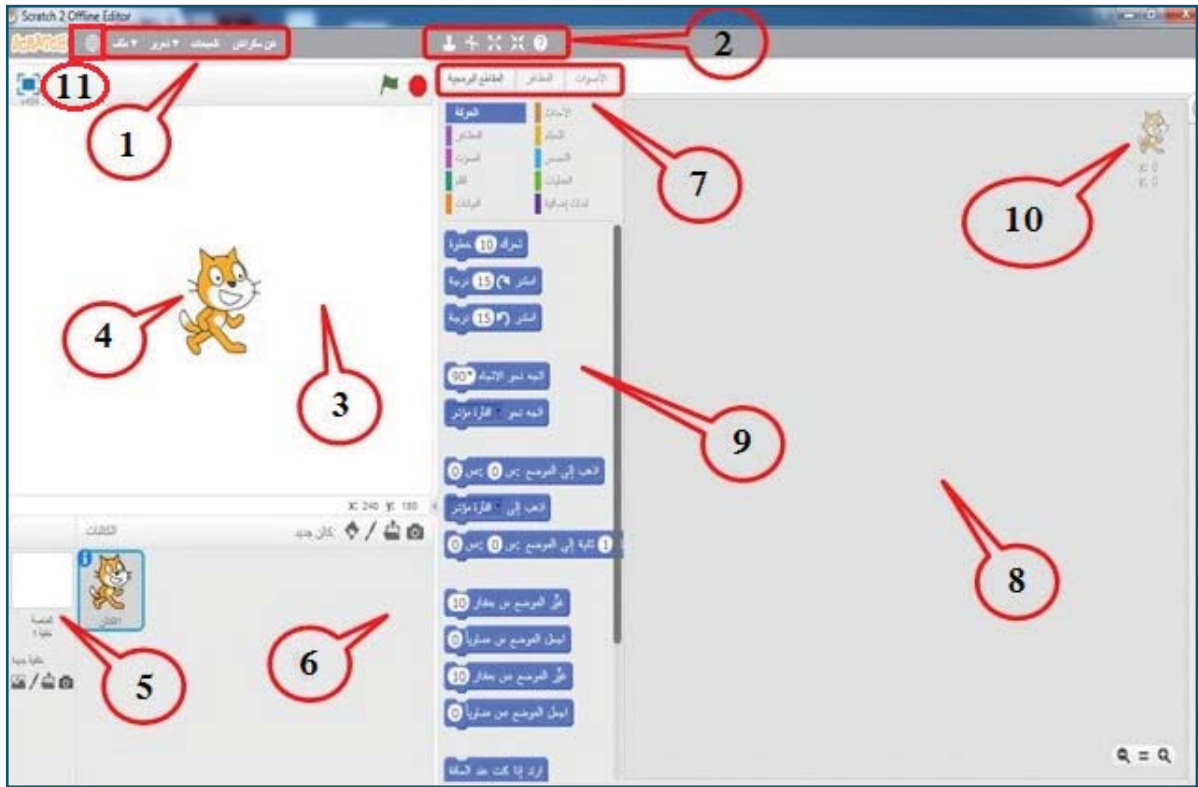 Scratch 2 Offline Editor
SCRATCH ملف ▼ تحرير ▼ تلميحات عن سكراتش
11
1
2
v454
المقاطع البرمجية المظاهر الأصوات
الحركة الأحداث
المظاهر التحكم
الصوت التحسس
القلم العمليات
البيانات لبنات إضافية
7
10
x: 0
y: 0
تحرك 10 خطوة
استدر 15 درجة
استدر 15 درجة
4
3
اتجه نحو الاتجاه 90▼
اتجه نحو مؤشر الفأرة
9
اذهب إلى الموضع س: 0 ص: 0
اذهب إلى مؤشر الفأرة
1 ثانية إلى الموضع س: 0 ص: 0
x: 240 y: 180
الكائنات كائن جديد:
الكائن1
المنصة
خلفية 1
خلفية جديدة
5
6
8
غيِّر الموضع س بمقدار 10
اجعل الموضع س مساوياً 0
غيِّر الموضع ص بمقدار 10
اجعل الموضع ص مساوياً 0
ارتد إذا كنت عند الحافة